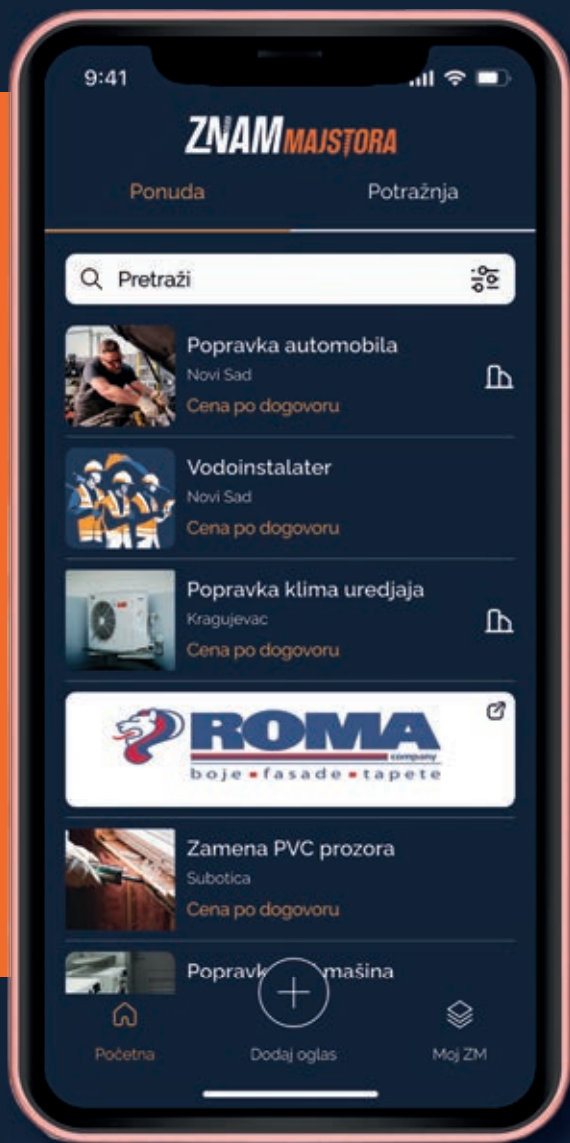 9:41
ZNAM MAJSTORA
Ponuda
Potražnja
Pretraži
Popravka automobila
Novi Sad
Cena po dogovoru
Vodoinstalater
Novi Sad
Cena po dogovoru
Popravka klima uredjaja
Kragujevac
Cena po dogovoru
ROMA
company
boje fasade tapete
Zamena PVC prozora
Subotica
Cena po dogovoru
mašina
Početna
Dodaj oglas
Moj ZM